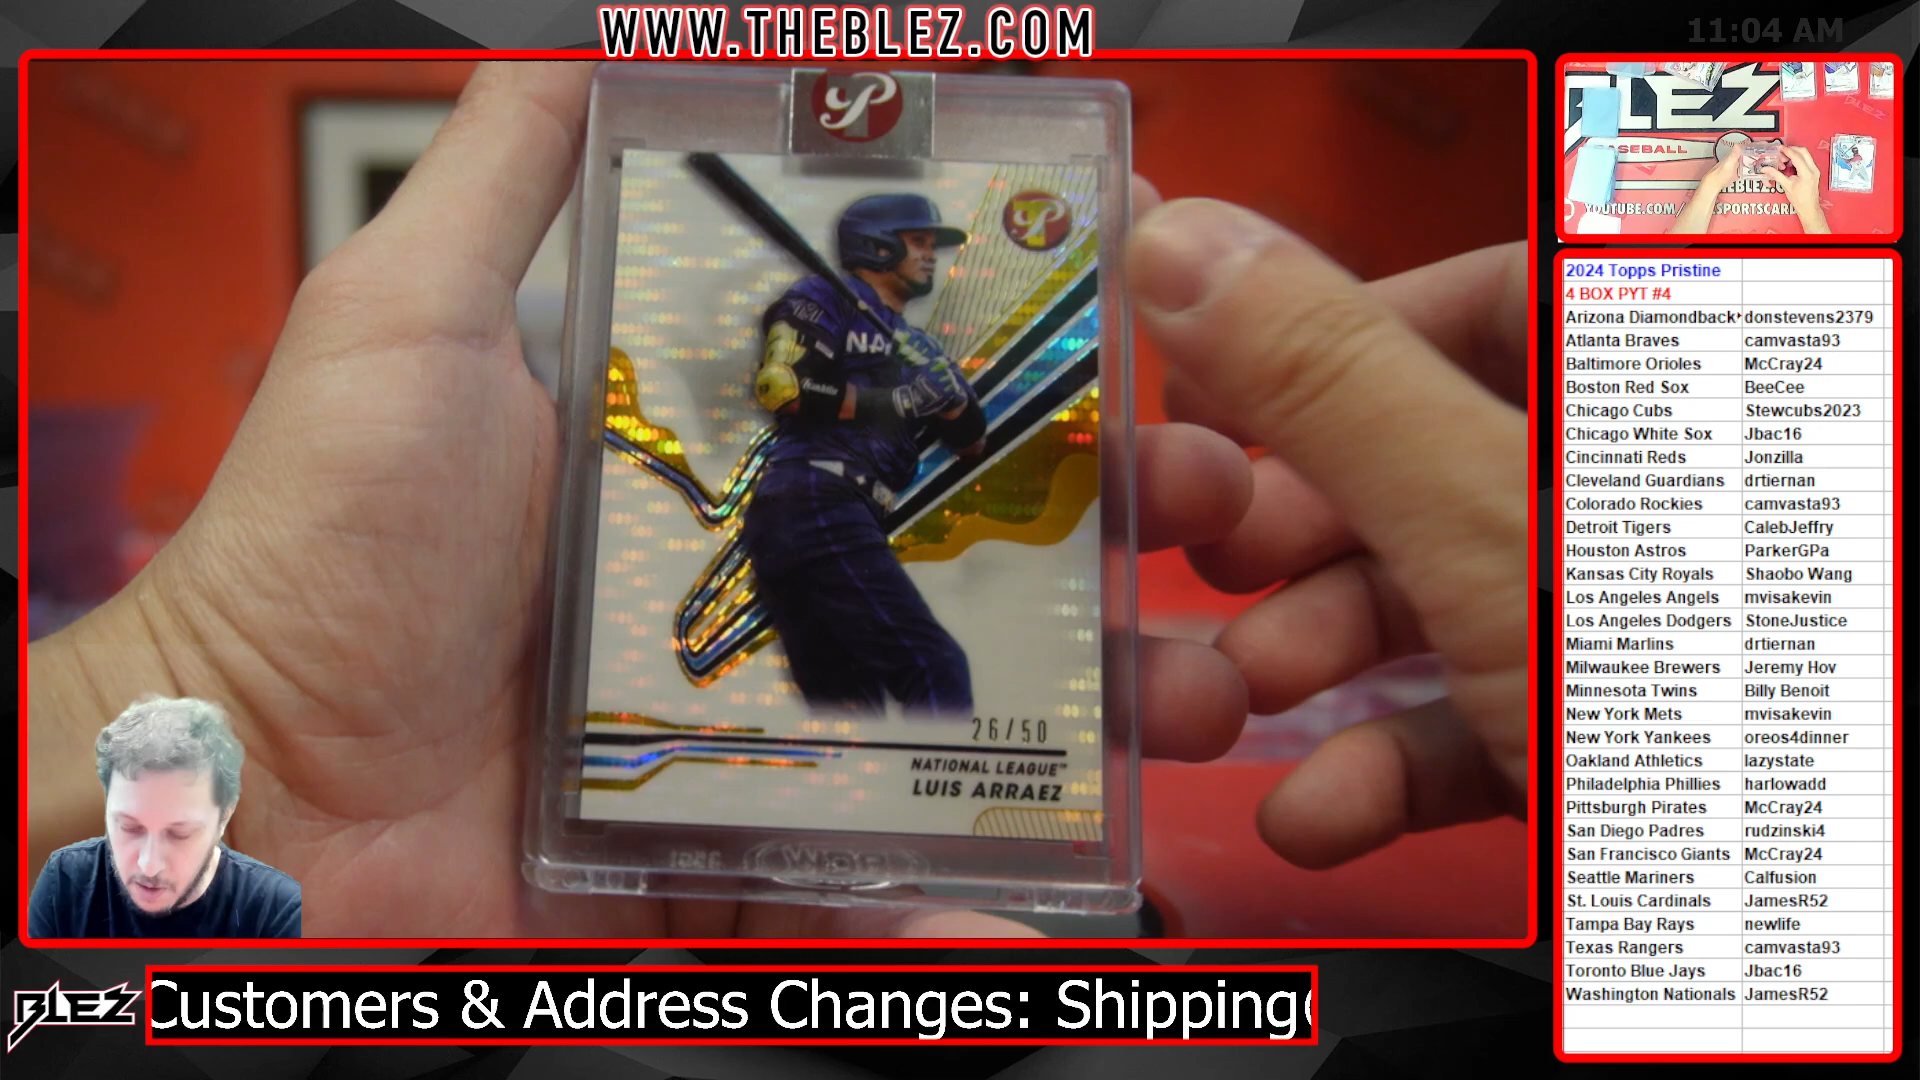 WWW.THEBLEZ.COM
11:04 AM
NA
26/50
NATIONAL LEAGUE™
LUIS ARRAEZ
BLEZ
BASEBALL
2024 Topps Pristine
4 BOX PYT #4
Arizona Diamondback donstevens2379
Atlanta Braves camvasta93
Baltimore Orioles McCray24
Boston Red Sox BeeCee
Chicago Cubs Stewcubs2023
Chicago White Sox Jbac16
Cincinnati Reds Jonzilla
Cleveland Guardians drtiernan
Colorado Rockies camvasta93
Detroit Tigers CalebJeffry
Houston Astros ParkerGPa
Kansas City Royals Shaobo Wang
Los Angeles Angels mvisakevin
Los Angeles Dodgers StoneJustice
Miami Marlins drtiernan
Milwaukee Brewers Jeremy Hov
Minnesota Twins Billy Benoit
New York Mets mvisakevin
New York Yankees oreos4dinner
Oakland Athletics lazystate
Philadelphia Phillies harlowadd
Pittsburgh Pirates McCray24
San Diego Padres rudzinski4
San Francisco Giants McCray24
Seattle Mariners Calfusion
St. Louis Cardinals JamesR52
Tampa Bay Rays newlife
Texas Rangers camvasta93
Toronto Blue Jays Jbac16
Washington Nationals JamesR52
BLEZ
Customers & Address Changes: Shipping